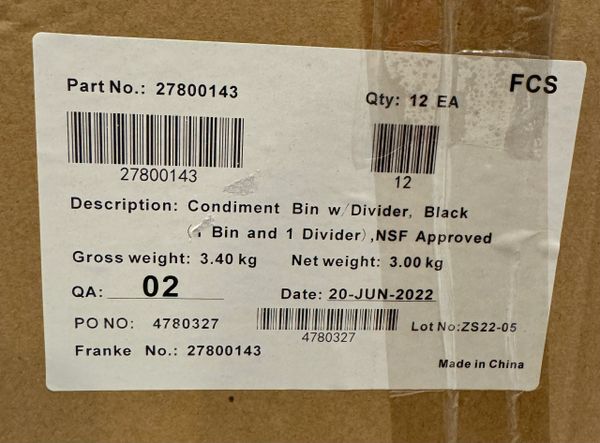 FCS
Part No.: 27800143
Qty: 12 EA
27800143
12
Description: Condiment Bin w/Divider, Black
(1 Bin and 1 Divider),NSF Approved
Gross weight: 3.40 kg Net weight: 3.00 kg
QA: 02 Date: 20-JUN-2022
PO NO: 4780327
4780327
Lot No:ZS22-05
Franke No.: 27800143
Made in China